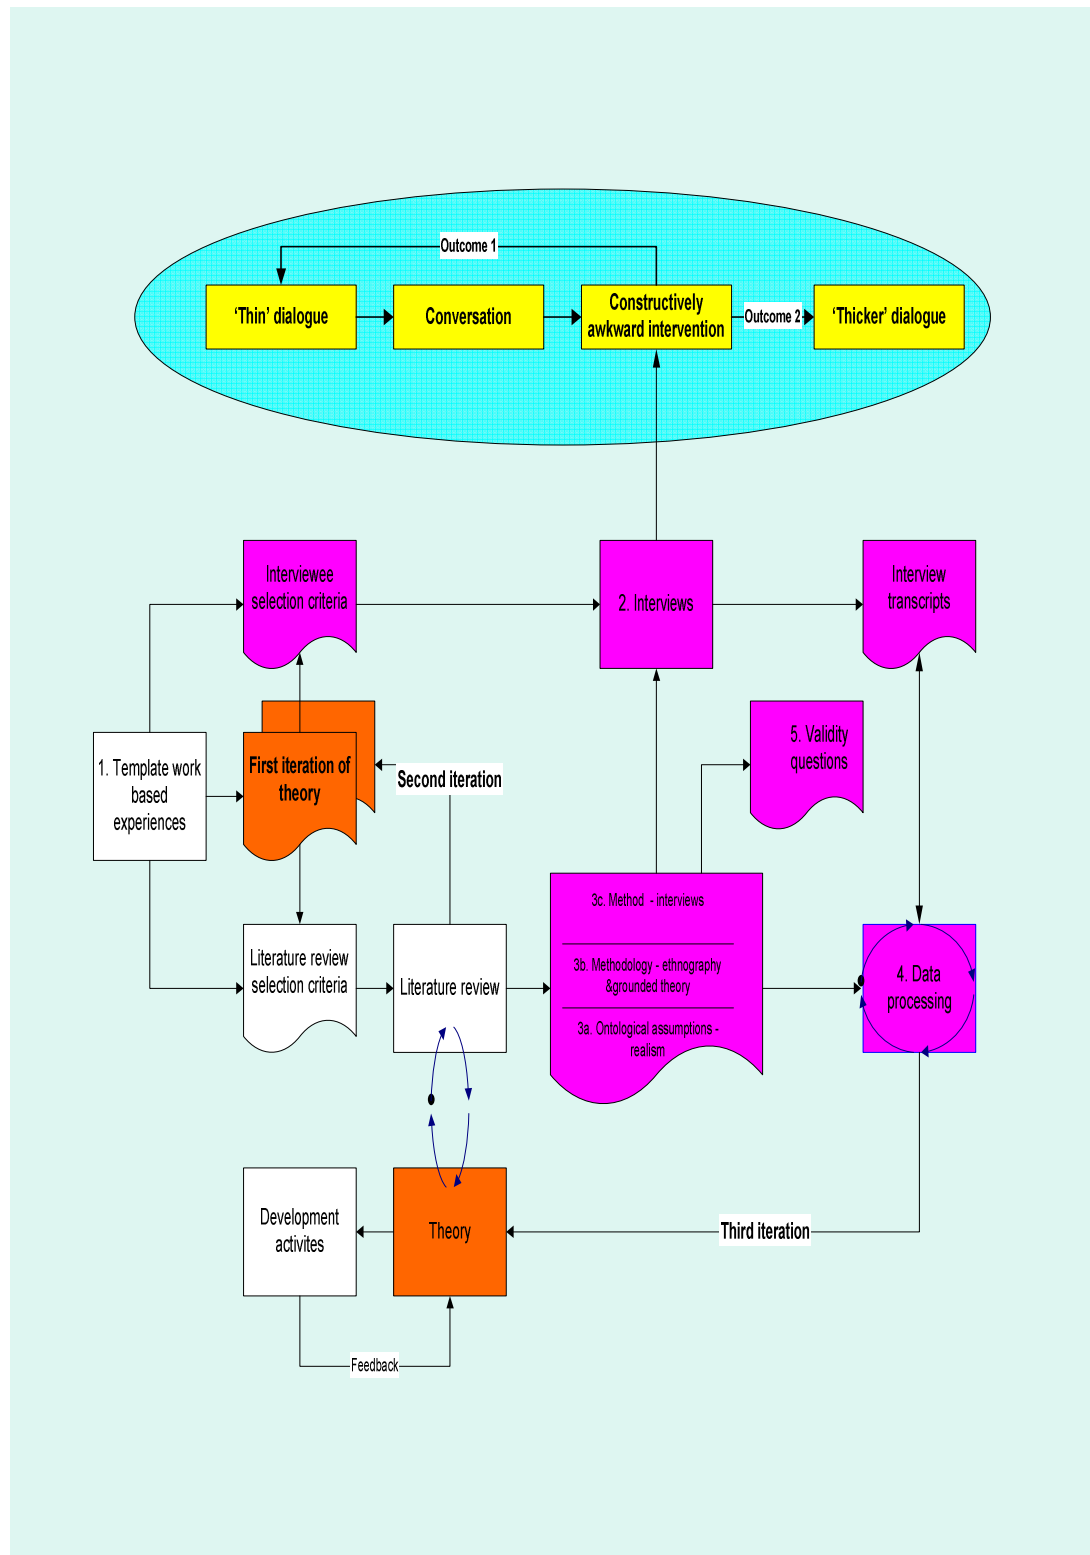 Outcome 1
‘Thin’ dialogue
Conversation
Constructively
awkward intervention
Outcome 2
‘Thicker’ dialogue
Interviewee
selection criteria
2. Interviews
Interview
transcripts
1. Template work
based
experiences
First iteration of
theory
Second iteration
5. Validity
questions
Literature review
selection criteria
Literature review
3c. Method - interviews
3b. Methodology - ethnography
&grounded theory
3a. Ontological assumptions -
realism
4. Data
processing
Development
activites
Theory
Third iteration
Feedback